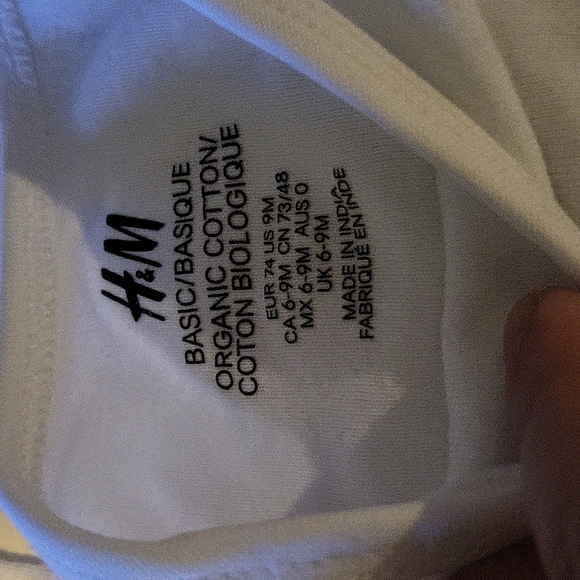 H&M
BASIC/BASIQUE
ORGANIC COTTON/
COTON BIOLOGIQUE
EUR 74 US 9M
CA 6-9M CN 73/48
MX 6-9M AUS 0
UK 6-9M
MADE IN INDIA
FABRIQUÉ EN INDE